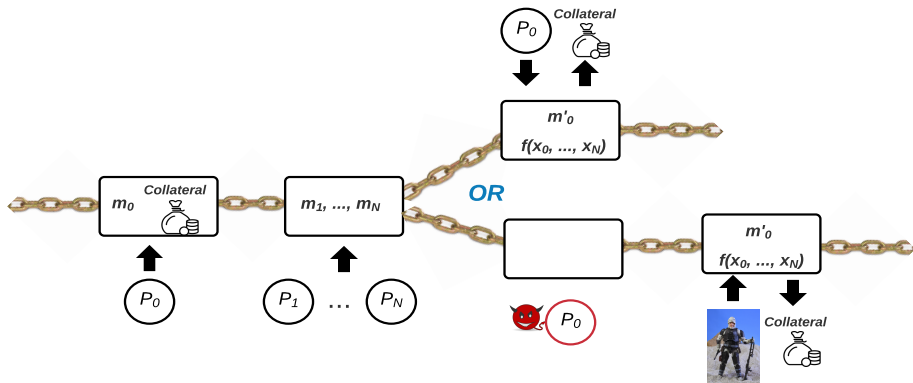 P0
Collateral
m'0
f(x0, ..., xN)
Collateral
m0
m1, ..., mN
OR
m'0
f(x0, ..., xN)
P0
P1
...
PN
P0
Collateral